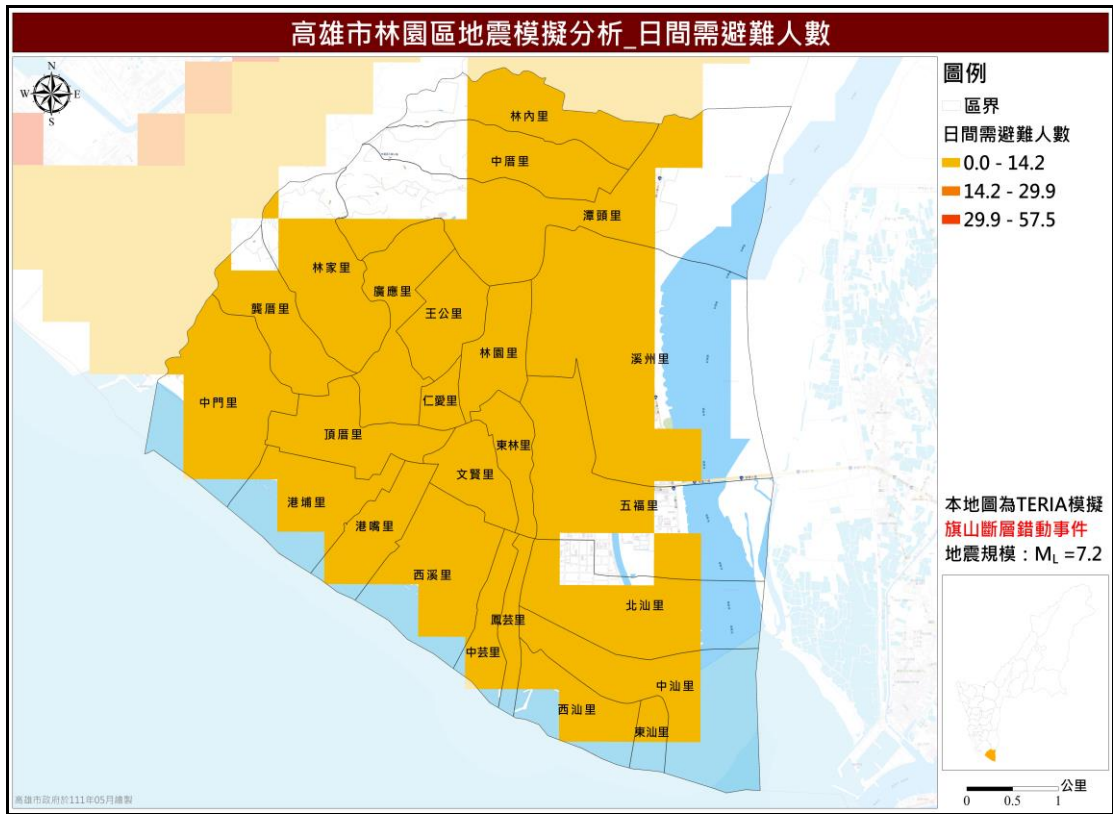 高雄市林園區地震模擬分析_日間需避難人數
N
W
E
S
圖例
區界
日間需避難人數
0.0 - 14.2
14.2 - 29.9
29.9 - 57.5
林內里
中厝里
潭頭里
林家里
廣應里
龔厝里
王公里
林園里
溪州里
中門里
仁愛里
頂厝里
東林里
文賢里
港埔里
五福里
港嘴里
西溪里
北汕里
鳳芸里
中芸里
中汕里
西汕里
東汕里
本地圖為TERIA模擬
旗山斷層錯動事件
地震規模：ML =7.2
公里
0 0.5 1
高雄市政府於111年05月繪製